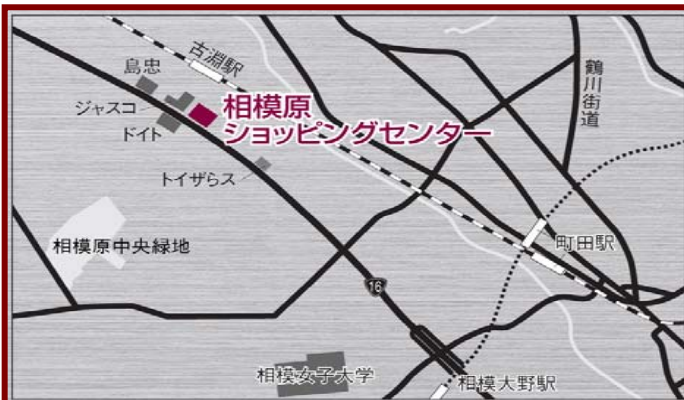 古淵駅
島忠
ジャスコ
ドイト
相模原
ショッピングセンター
トイザらス
鶴川街道
相模原中央緑地
町田駅
16
相模女子大学
相模大野駅